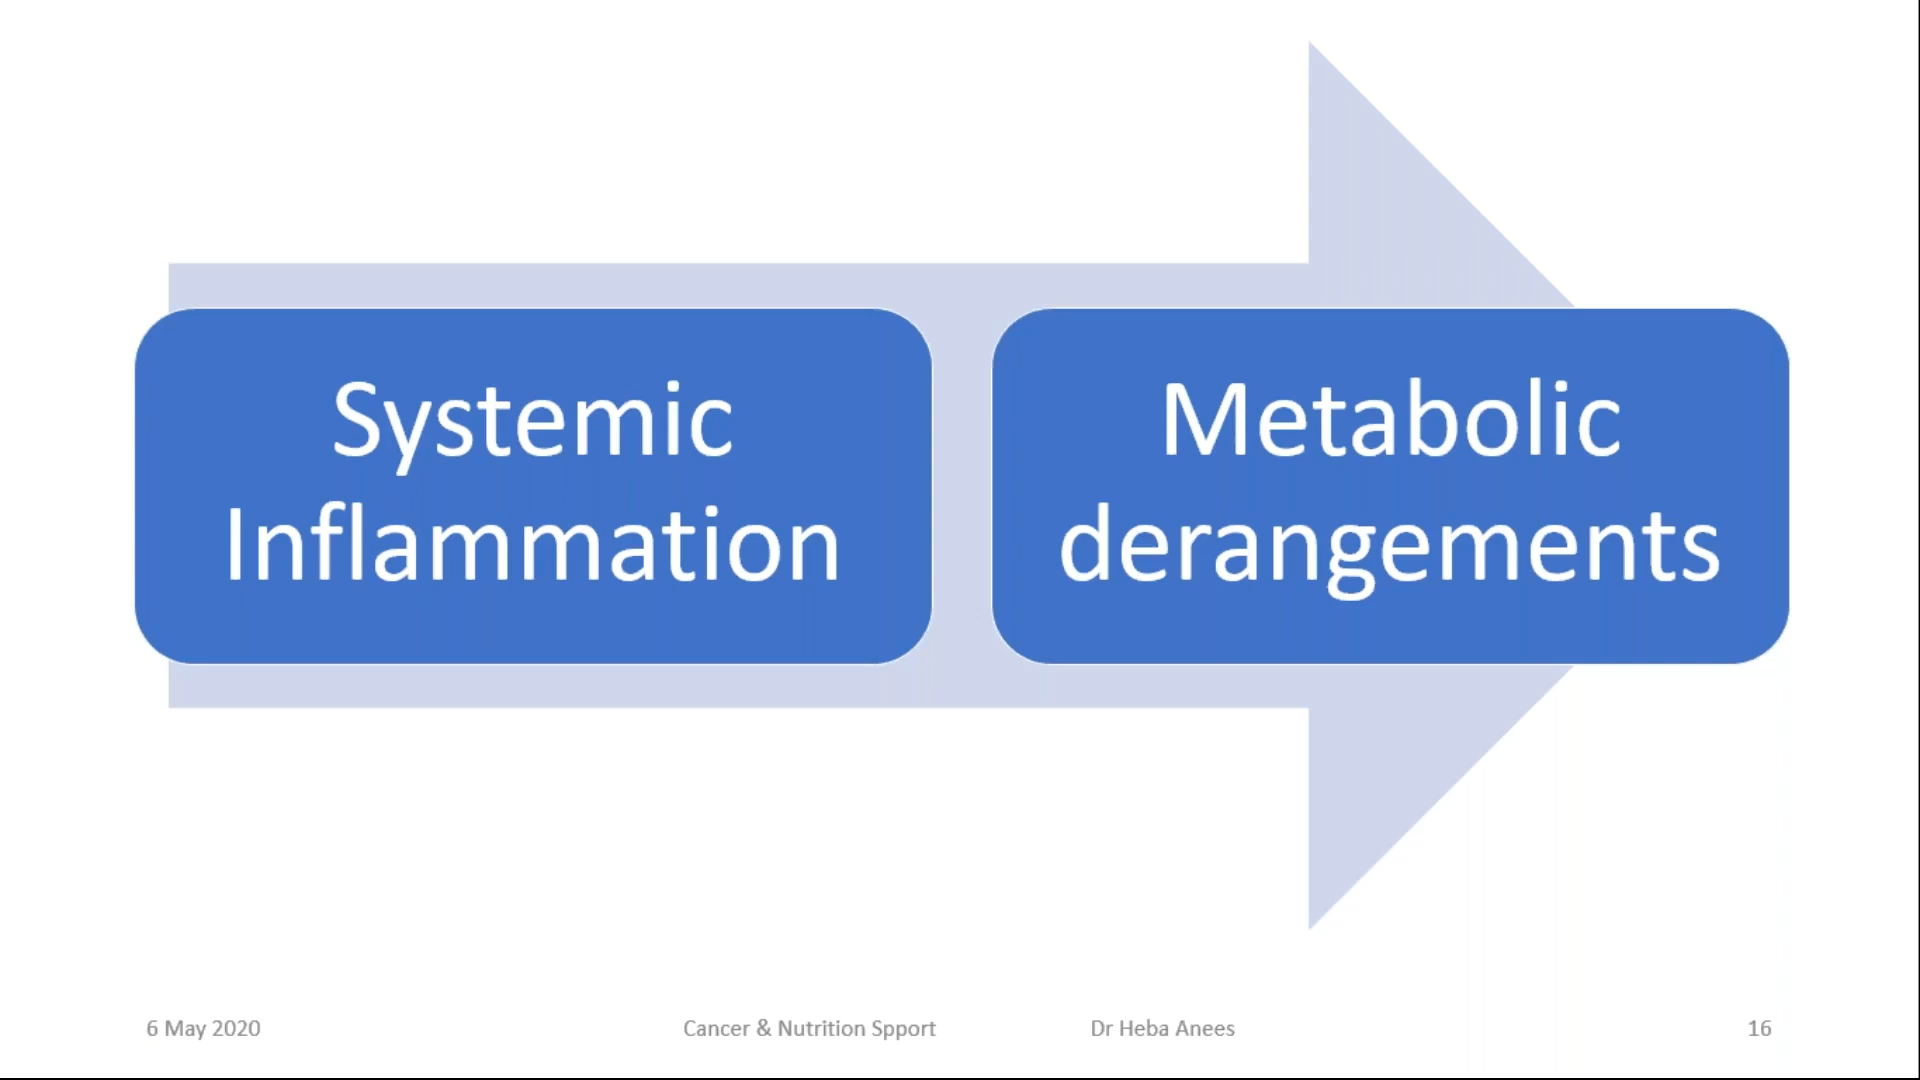 Systemic
Inflammation
Metabolic
derangements
6 May 2020
Cancer & Nutrition Spport
Dr Heba Anees
16